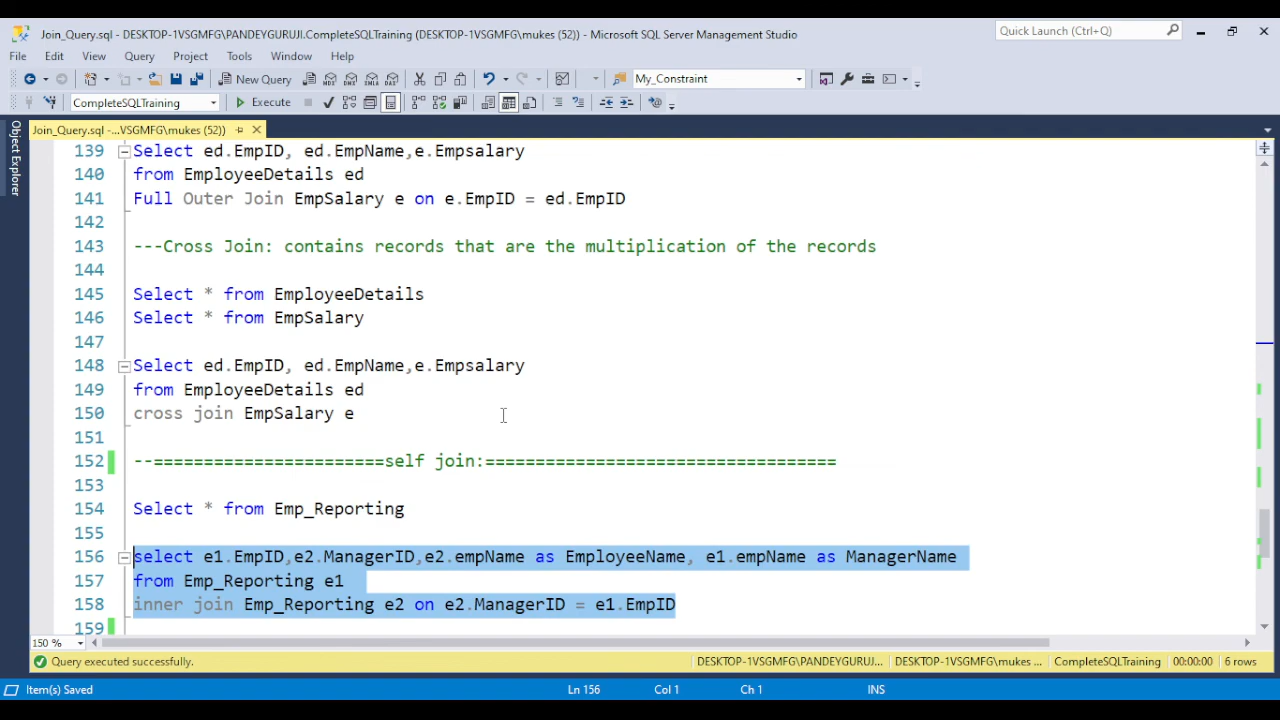 Join_Query.sql - DESKTOP-1VSGMFG\PANDEYGURUJI.CompleteSQLTraining (DESKTOP-1VSGMFG\mukes (52)) - Microsoft SQL Server Management Studio
Quick Launch (Ctrl+Q)
File Edit View Query Project Tools Window Help
New Query
My_Constraint
CompleteSQLTraining
Execute
Join_Query.sql -...VSGMFG\mukes (52))
Object Explorer
139 Select ed.EmpID, ed.EmpName,e.Empsalary
140 from EmployeeDetails ed
141 Full Outer Join EmpSalary e on e.EmpID = ed.EmpID
142
143 ---Cross Join: contains records that are the multiplication of the records
144
145 Select * from EmployeeDetails
146 Select * from EmpSalary
147
148 Select ed.EmpID, ed.EmpName,e.Empsalary
149 from EmployeeDetails ed
150 cross join EmpSalary e
151
152 --=======================self join:===================================
153
154 Select * from Emp_Reporting
155
156 select e1.EmpID,e2.ManagerID,e2.empName as EmployeeName, e1.empName as ManagerName
157 from Emp_Reporting e1
158 inner join Emp_Reporting e2 on e2.ManagerID = e1.EmpID
159
150 %
Query executed successfully.
DESKTOP-1VSGMFG\PANDEYGURUJ... DESKTOP-1VSGMFG\mukes ... CompleteSQLTraining 00:00:00 6 rows
Item(s) Saved
Ln 156 Col 1 Ch 1 INS